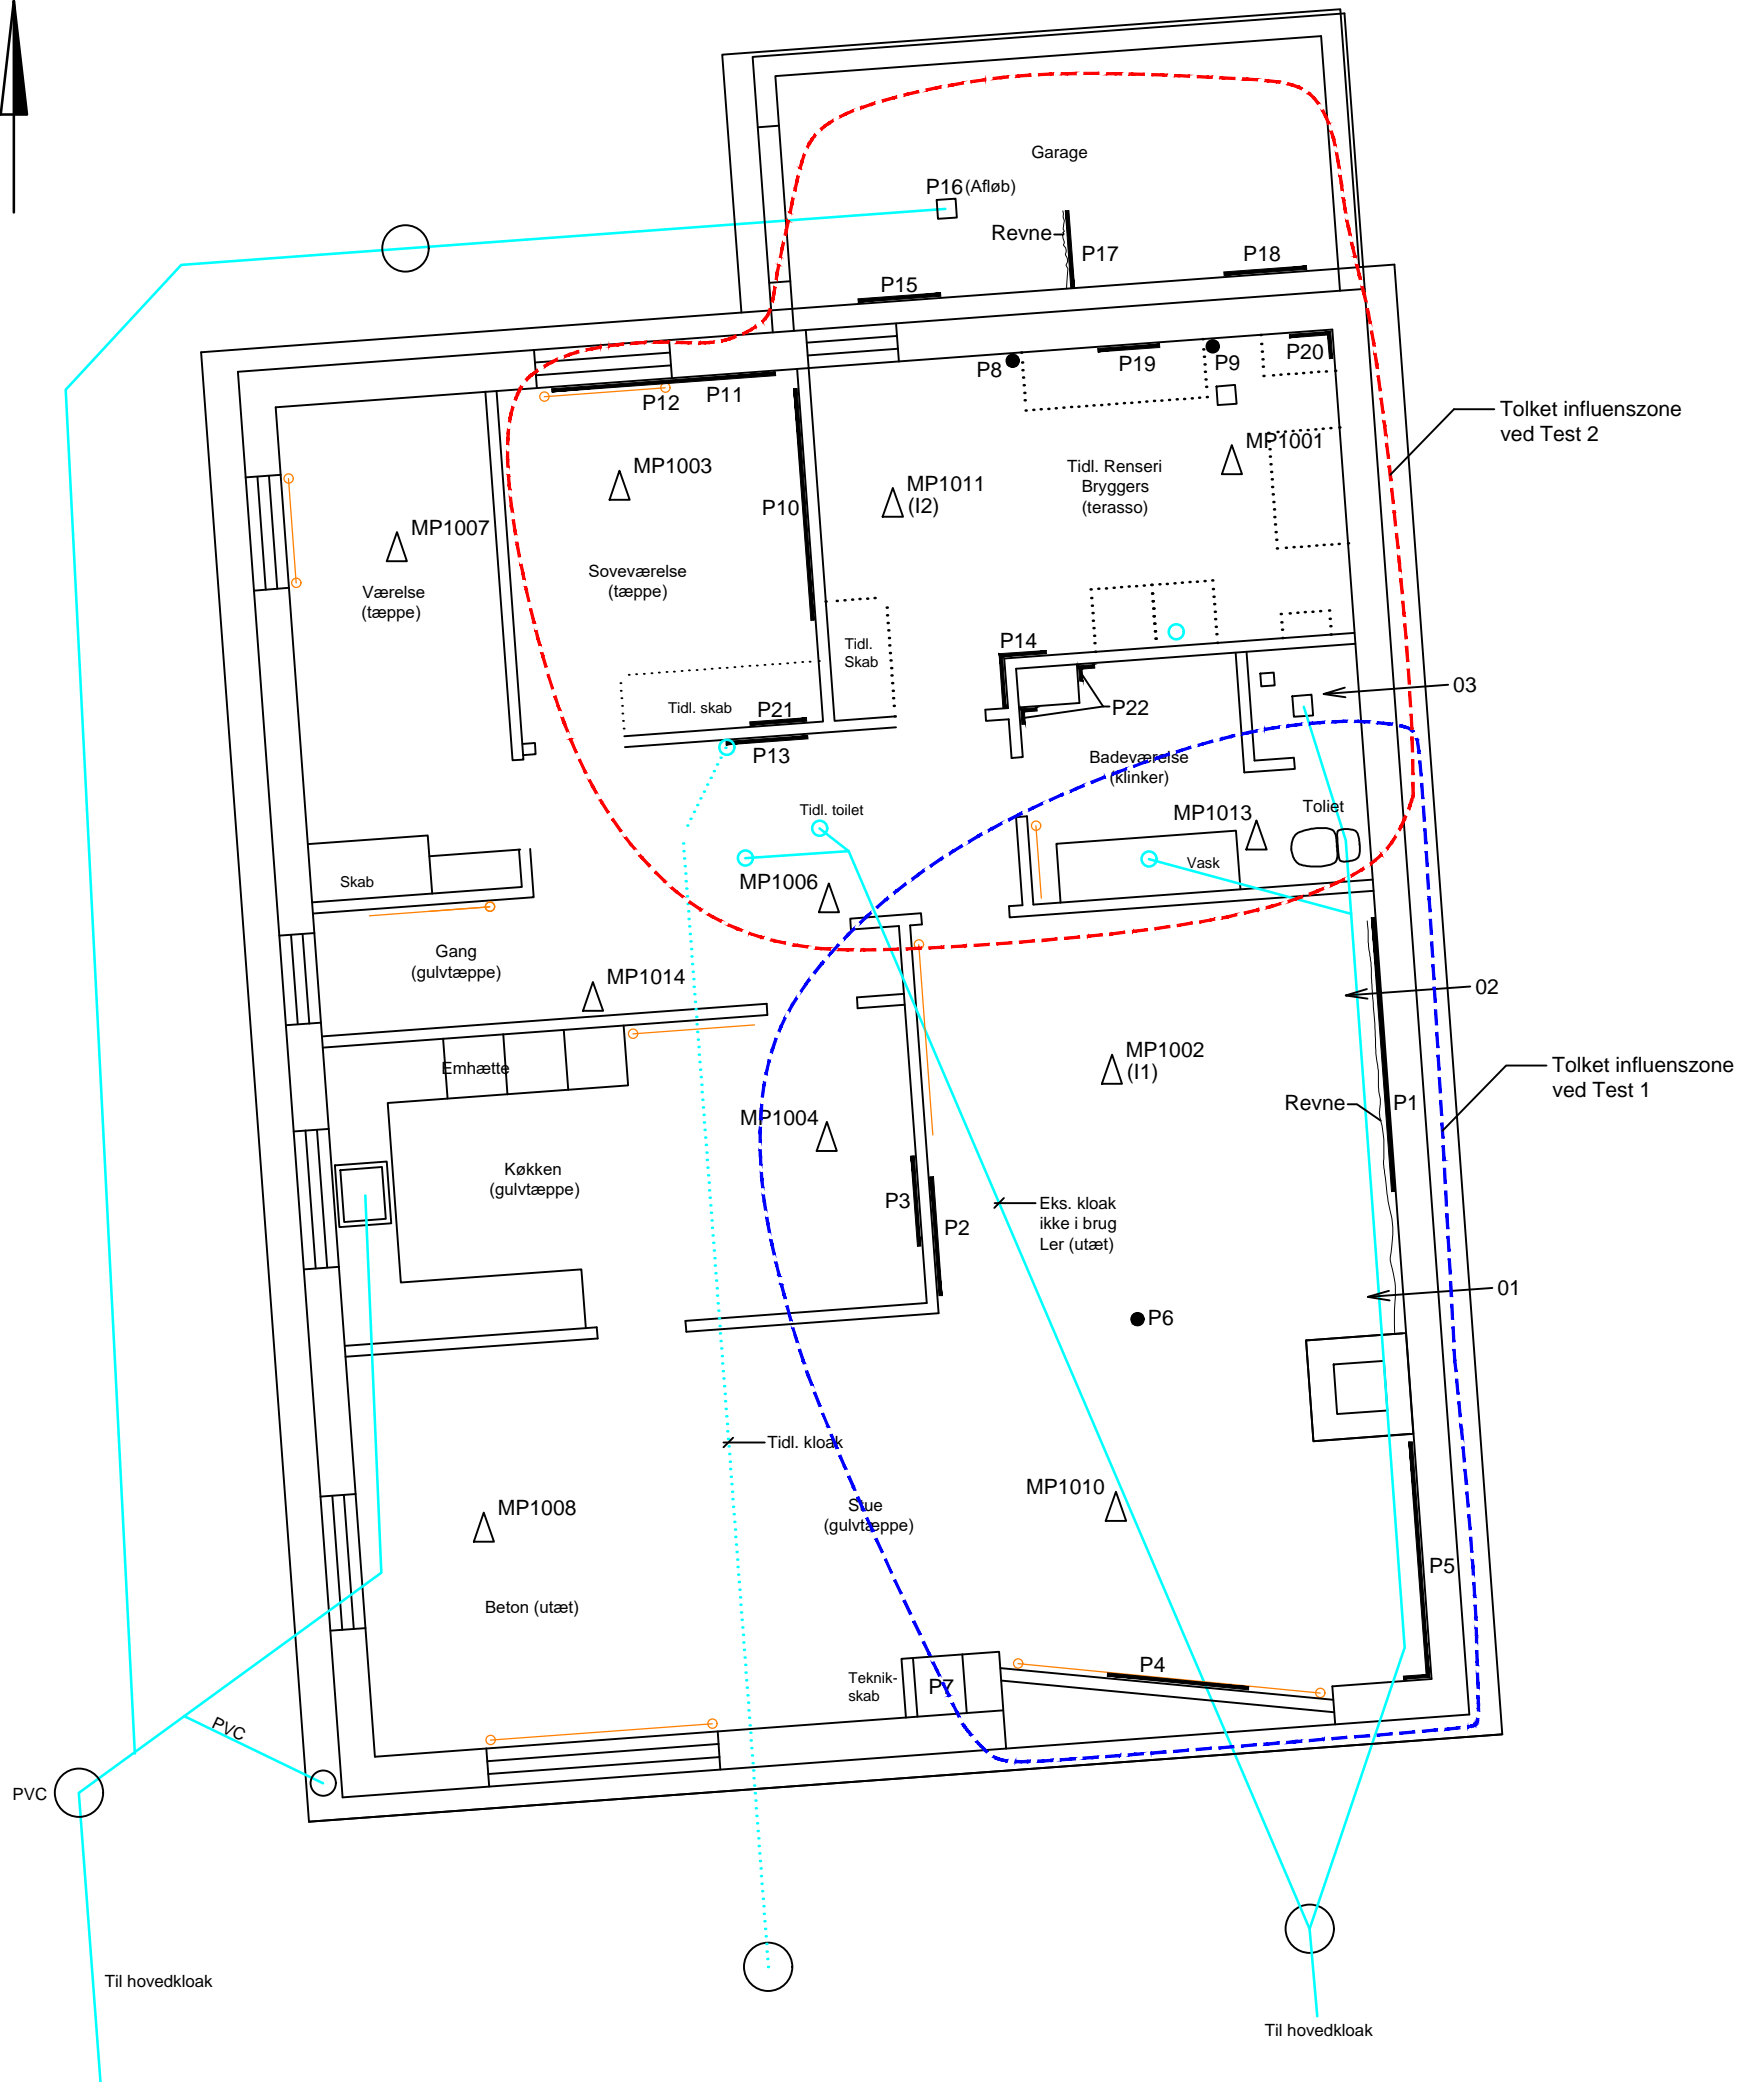 Garage
P16 (Afløb)
Revne
P17
P18
P15
P8
P19
P9
P20
P12
P11
Tolket influenszone
ved Test 2
MP1003
MP1001
MP1011
(I2)
Tidl. Renseri
Bryggers
(terasso)
P10
MP1007
Soveværelse
(tæppe)
Værelse
(tæppe)
Tidl.
Skab
P14
03
Tidl. skab
P21
P22
P13
Badeværelse
(klinker)
Tidl. toilet
MP1013
Toliet
Vask
Skab
MP1006
Gang
(gulvtæppe)
MP1014
02
MP1002
(I1)
Emhætte
Tolket influenszone
ved Test 1
Revne
P1
MP1004
Køkken
(gulvtæppe)
P3
P2
Eks. kloak
ikke i brug
Ler (utæt)
01
P6
Tidl. kloak
MP1010
MP1008
Stue
(gulvtæppe)
P5
Beton (utæt)
Teknik-
skab
P7
P4
PVC
PVC
Til hovedkloak
Til hovedkloak